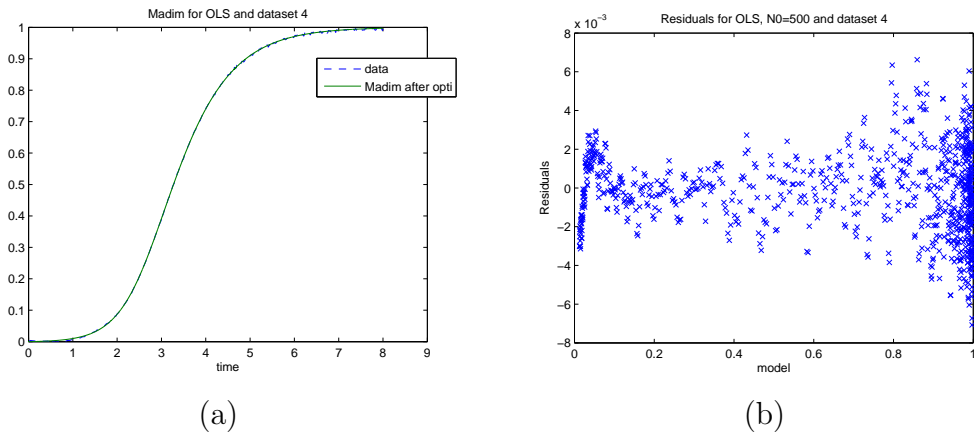 Madim for OLS and dataset 4
1
0.9
0.8
0.7
0.6
0.5
0.4
0.3
0.2
0.1
0
0 1 2 3 4 5 6 7 8 9
time
data
Madim after opti
(a)
Residuals for OLS, N0=500 and dataset 4
x 10⁻³
8
6
4
2
0
−2
−4
−6
−8
Residuals
0 0.2 0.4 0.6 0.8 1
model
(b)